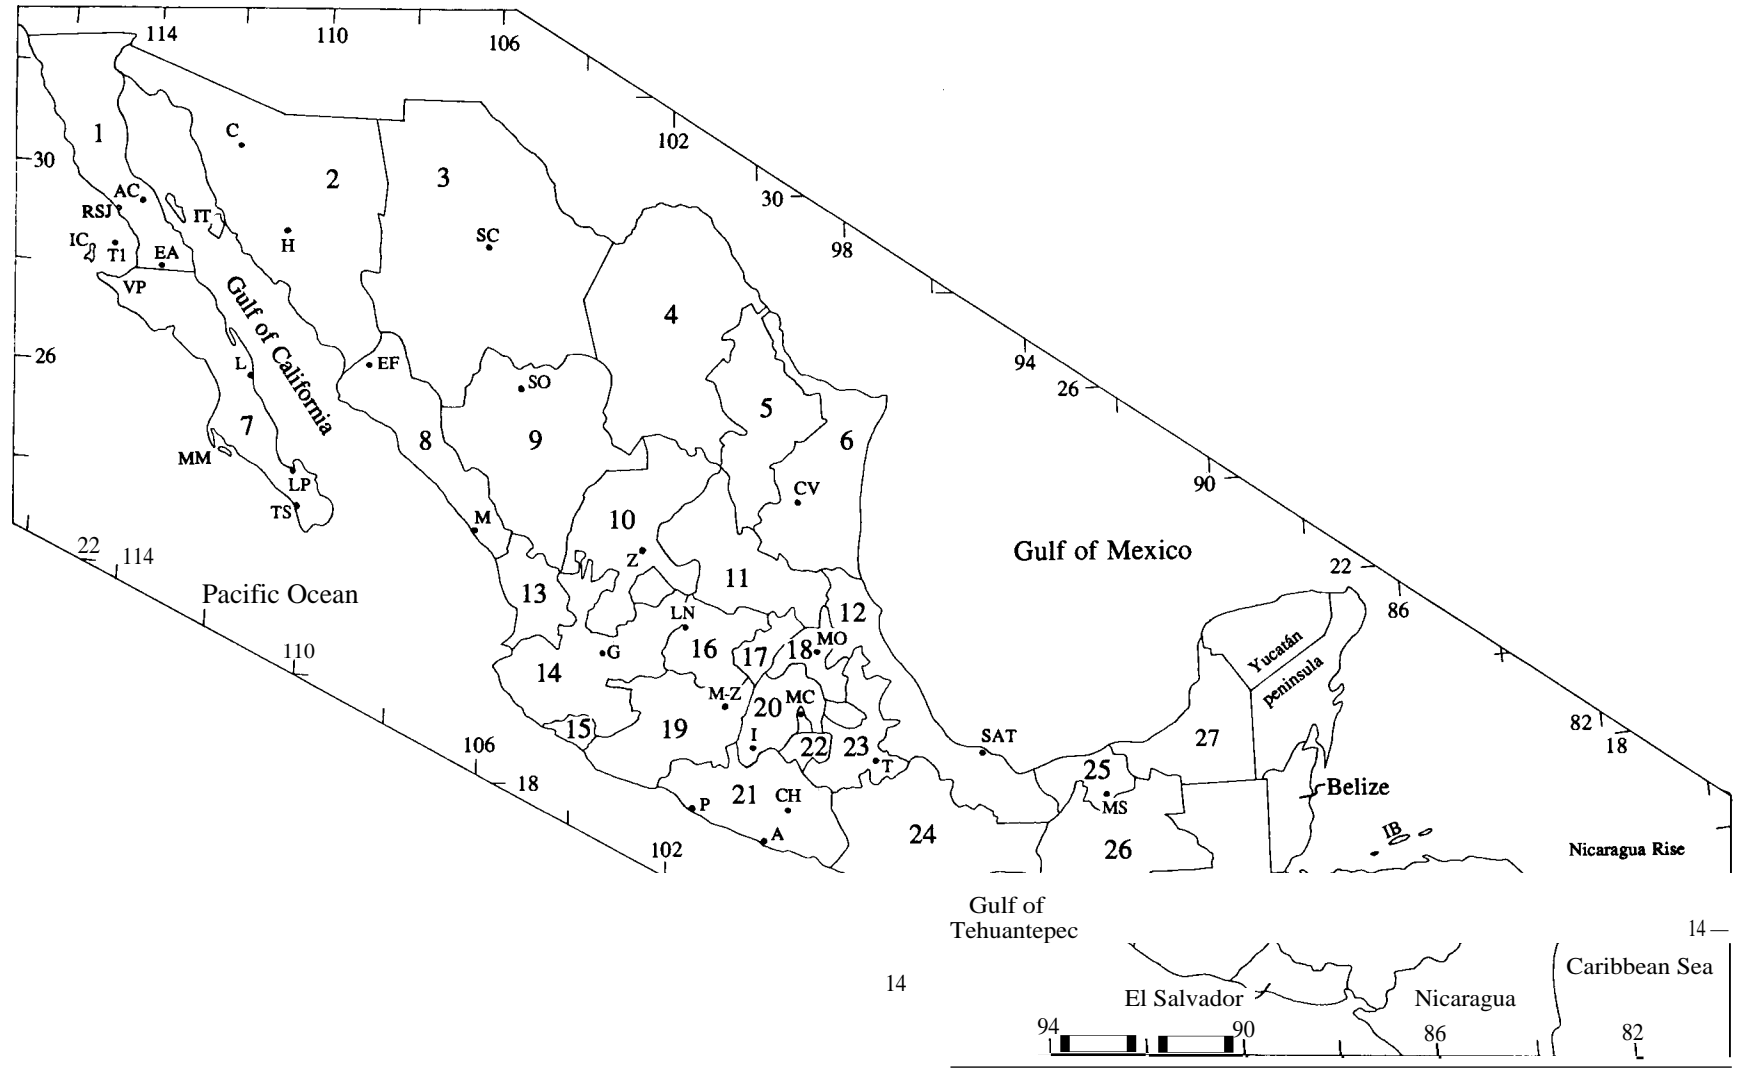 114
110
106
102
30
98
94
26
90
22
86
82
18
30
26
22
114
110
106
18
102
1
2
3
4
5
6
7
8
9
10
11
12
13
14
15
16
17
18
19
20
21
22
23
24
25
26
27
C
AC
RSJ
IC
T1
EA
VP
IT
H
SC
Gulf of California
L
EF
SO
MM
LP
TS
M
CV
Z
LN
G
MO
M-Z
MC
I
T
P
CH
A
SAT
MS
Pacific Ocean
Gulf of Mexico
Yucatán
peninsula
Belize
IB
Nicaragua Rise
Gulf of
Tehuantepec
14
14
Caribbean Sea
El Salvador
Nicaragua
94
90
86
82